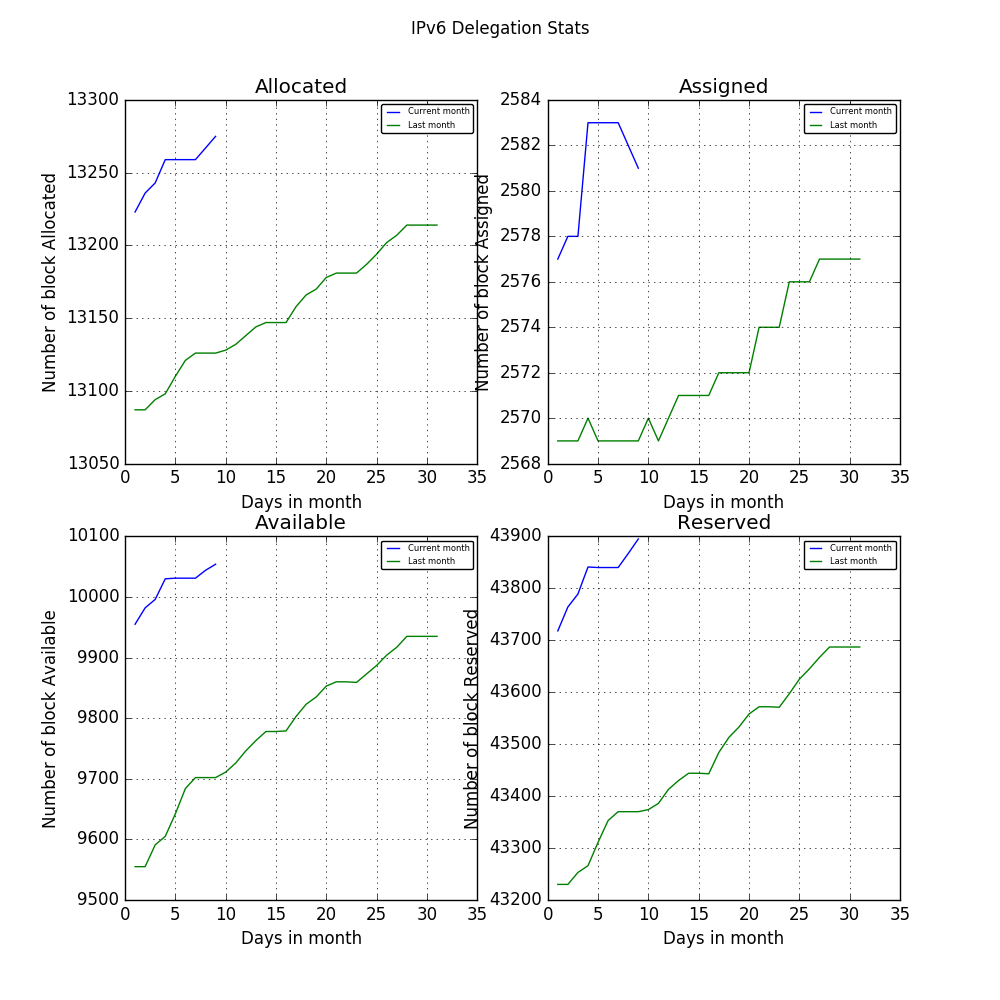 IPv6 Delegation Stats
Allocated
Number of block Allocated
13300
13250
13200
13150
13100
13050
Current month
Last month
0 5 10 15 20 25 30 35
Days in month
Assigned
Number of block Assigned
2584
2582
2580
2578
2576
2574
2572
2570
2568
Current month
Last month
0 5 10 15 20 25 30 35
Days in month
Available
Number of block Available
10100
10000
9900
9800
9700
9600
9500
Current month
Last month
0 5 10 15 20 25 30 35
Days in month
Reserved
Number of block Reserved
43900
43800
43700
43600
43500
43400
43300
43200
Current month
Last month
0 5 10 15 20 25 30 35
Days in month